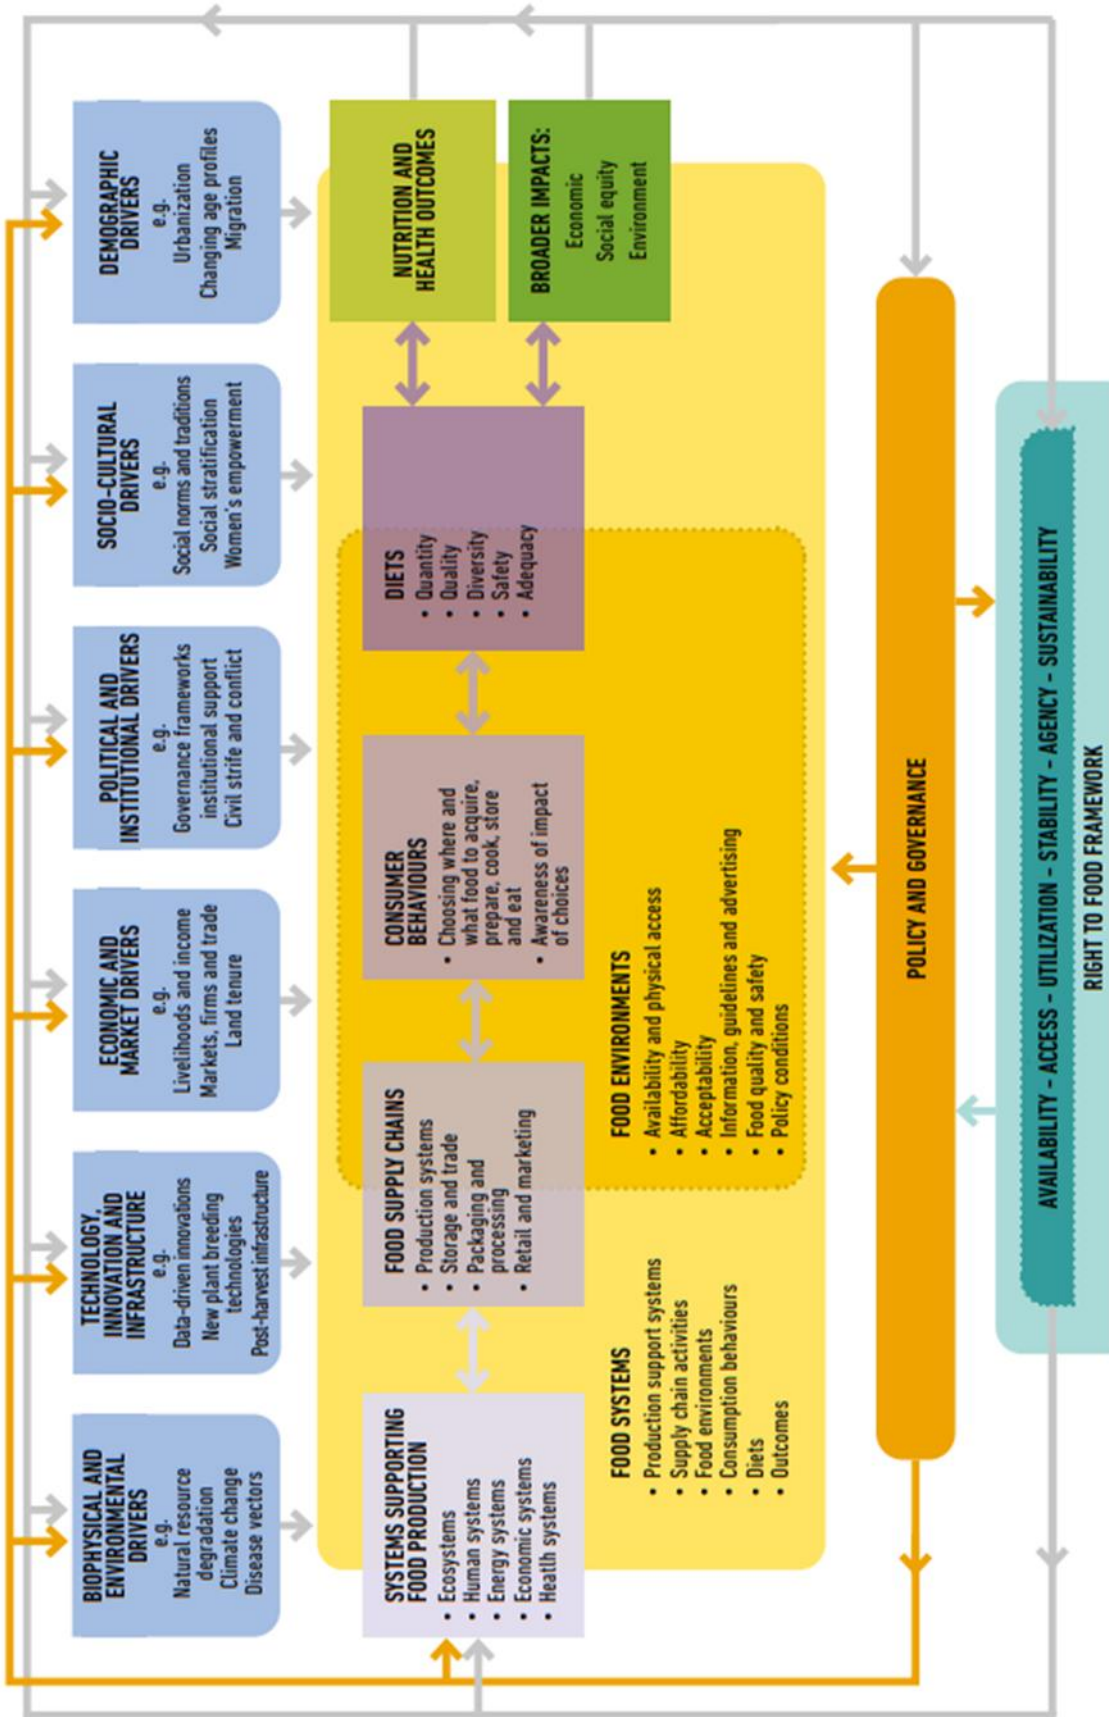 BIOPHYSICAL AND
ENVIRONMENTAL
DRIVERS
e.g.
Natural resource
degradation
Climate change
Disease vectors
TECHNOLOGY,
INNOVATION AND
INFRASTRUCTURE
e.g.
Data-driven innovations
New plant breeding
technologies
Post-harvest infrastructure
ECONOMIC AND
MARKET DRIVERS
e.g.
Livelihoods and income
Markets, firms and trade
Land tenure
POLITICAL AND
INSTITUTIONAL DRIVERS
e.g.
Governance frameworks
institutional support
Civil strife and conflict
SOCIO-CULTURAL
DRIVERS
e.g.
Social norms and traditions
Social stratification
Women's empowerment
DEMOGRAPHIC
DRIVERS
e.g.
Urbanization
Changing age profiles
Migration
SYSTEMS SUPPORTING
FOOD PRODUCTION
• Ecosystems
• Human systems
• Energy systems
• Economic systems
• Heatlh systems
FOOD SUPPLY CHAINS
• Production systems
• Storage and trade
• Packaging and
processing
• Retail and marketing
CONSUMER
BEHAVIOURS
• Choosing where and
what food to acquire,
prepare, cook, store
and eat
• Awareness of impact
of choices
DIETS
• Quantity
• Quality
• Diversity
• Safety
• Adequacy
NUTRITION AND
HEALTH OUTCOMES
BROADER IMPACTS:
Economic
Social equity
Environment
FOOD SYSTEMS
• Production support systems
• Supply chain activities
• Food environments
• Consumption behaviours
• Diets
• Outcomes
FOOD ENVIRONMENTS
• Availability and physical access
• Affordability
• Acceptability
• Information, guidelines and advertising
• Food quality and safety
• Policy conditions
POLICY AND GOVERNANCE
AVAILABILITY – ACCESS – UTILIZATION – STABILITY – AGENCY – SUSTAINABILITY
RIGHT TO FOOD FRAMEWORK